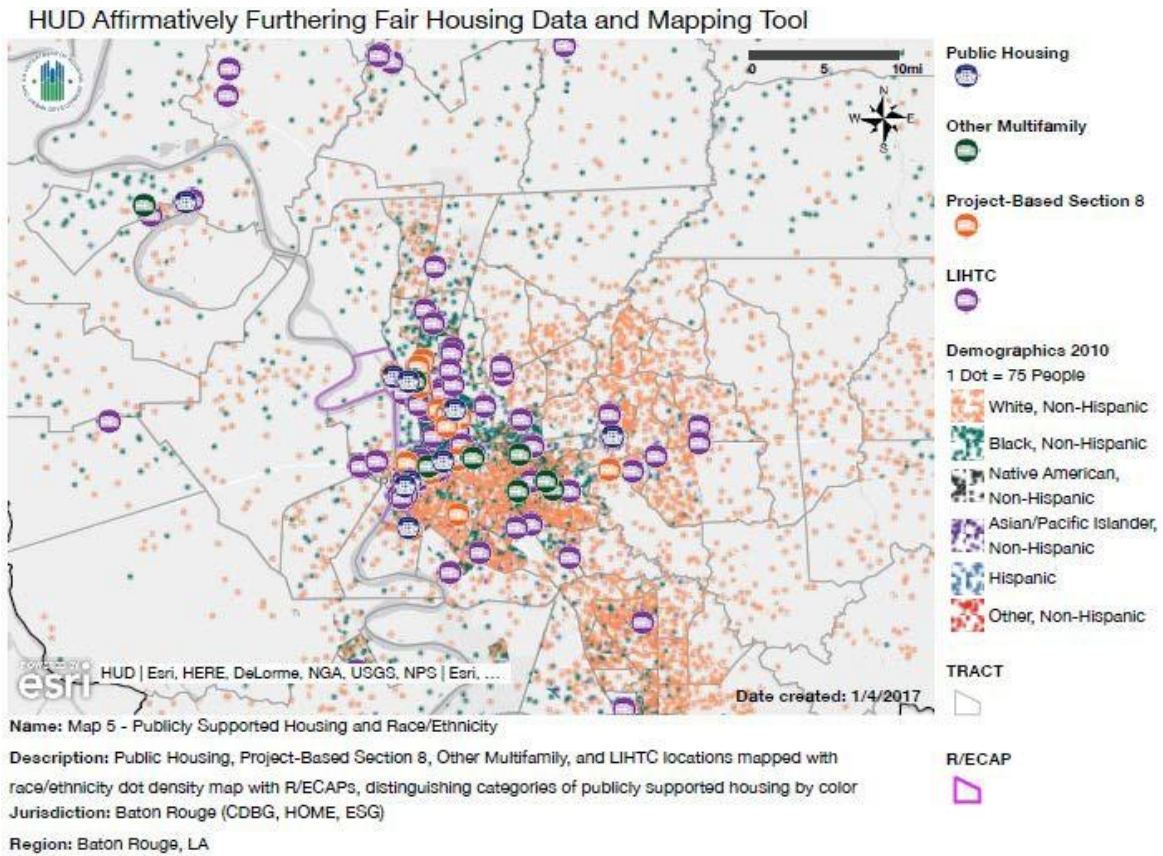 HUD Affirmatively Furthering Fair Housing Data and Mapping Tool
0 5 10mi
N
W E
S
Public Housing
Other Multifamily
Project-Based Section 8
LIHTC
Demographics 2010
1 Dot = 75 People
White, Non-Hispanic
Black, Non-Hispanic
Native American,
Non-Hispanic
Asian/Pacific Islander,
Non-Hispanic
Hispanic
Other, Non-Hispanic
TRACT
R/ECAP
POWERED BY
esri
HUD | Esri, HERE, DeLorme, NGA, USGS, NPS | Esri, ...
Date created: 1/4/2017
Name: Map 5 - Publicly Supported Housing and Race/Ethnicity
Description: Public Housing, Project-Based Section 8, Other Multifamily, and LIHTC locations mapped with
race/ethnicity dot density map with R/ECAPs, distinguishing categories of publicly supported housing by color
Jurisdiction: Baton Rouge (CDBG, HOME, ESG)
Region: Baton Rouge, LA